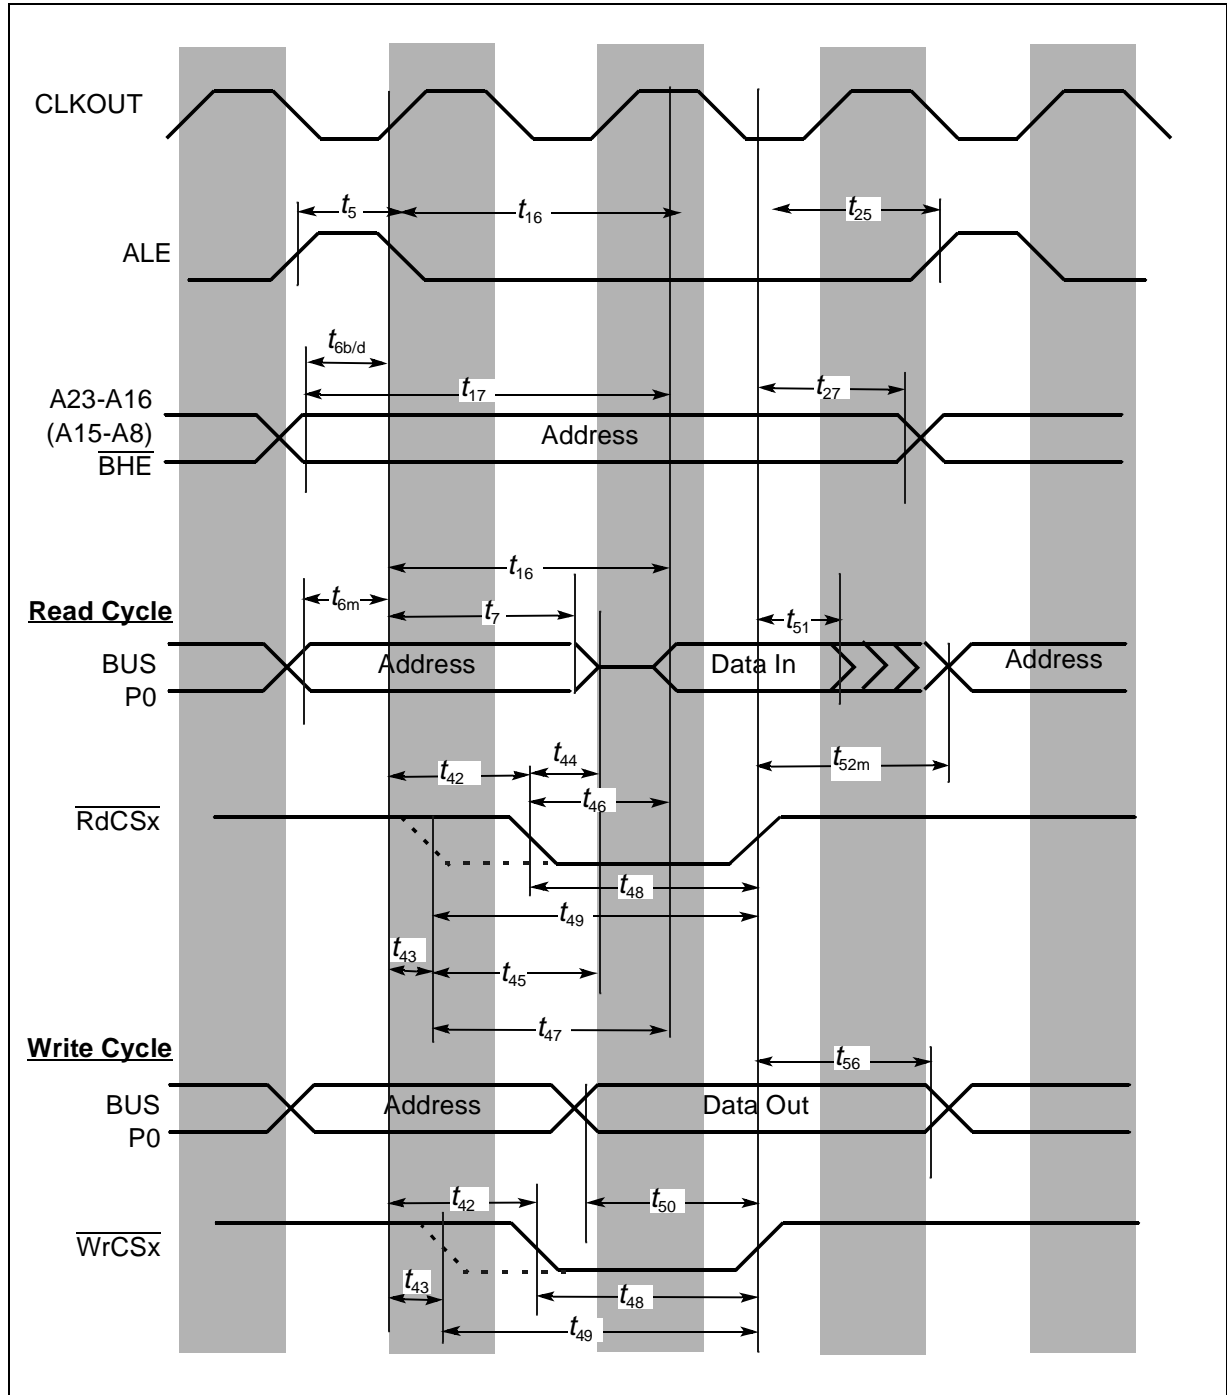 CLKOUT
t5
t16
t25
ALE
t6b/d
t17
t27
A23-A16
(A15-A8)
BHE
Address
t16
t6m
t7
t51
Read Cycle
BUS
P0
Address
Data In
Address
t42
t44
t52m
t46
RdCSx
t48
t49
t43
t45
t47
Write Cycle
t56
BUS
P0
Address
Data Out
t42
t50
WrCSx
t43
t48
t49